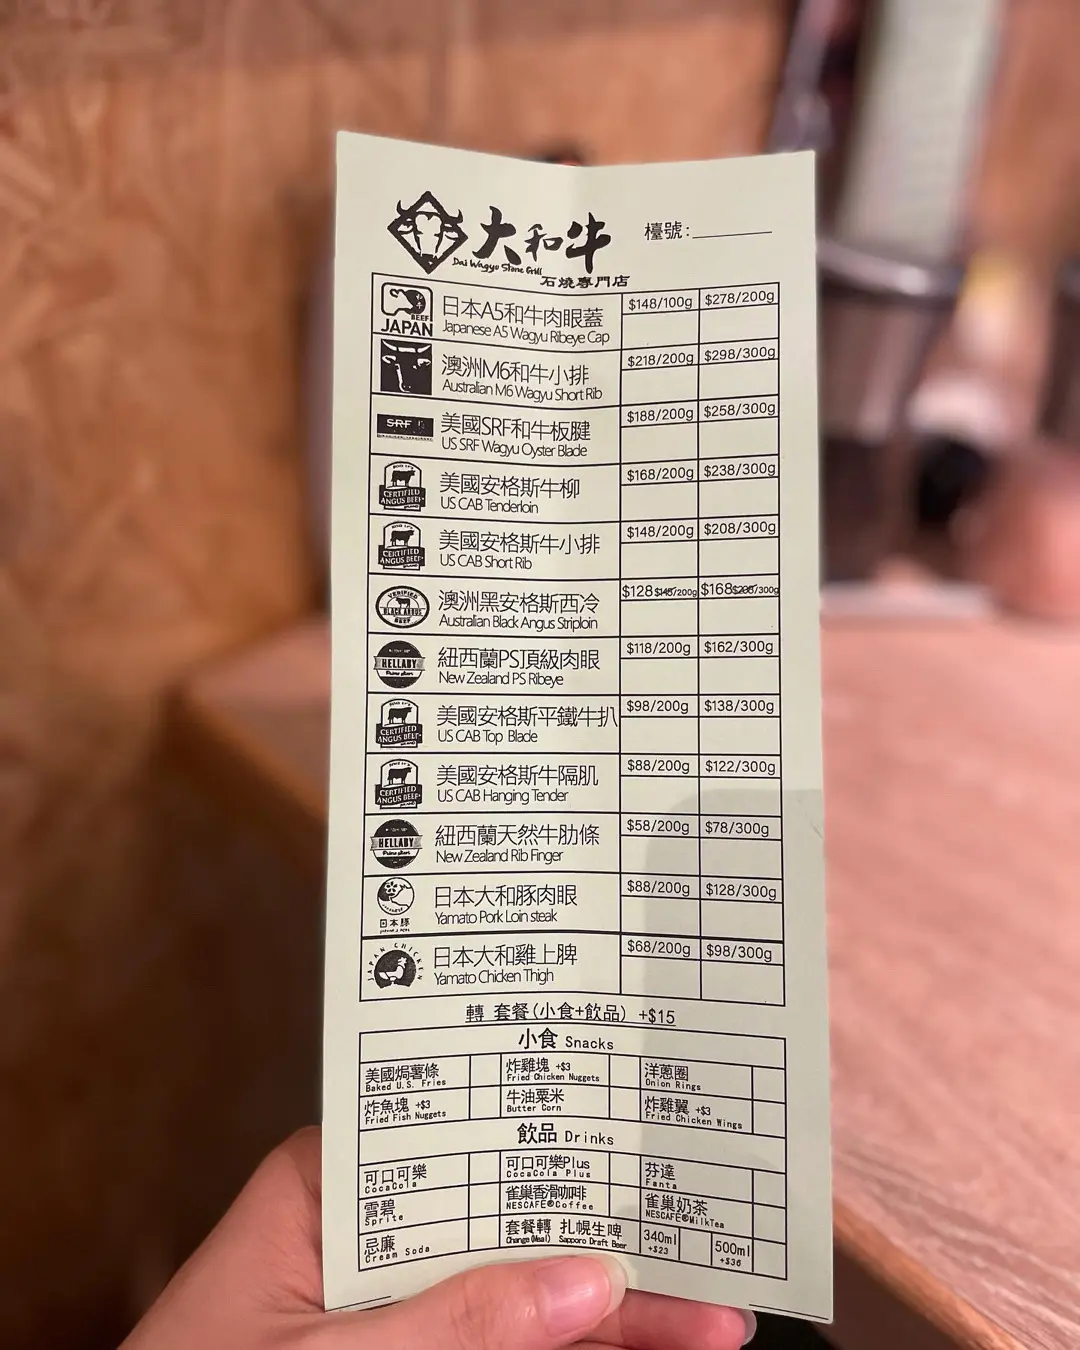 大和牛
Dai Wagyu Stone Grill
石燒專門店
檯號:
BEEF
JAPAN
日本A5和牛肉眼蓋
Japanese A5 Wagyu Ribeye Cap
$148/100g $278/200g
澳洲M6和牛小排
Australian M6 Wagyu Short Rib
$218/200g $298/300g
SRF
美國SRF和牛板腱
US SRF Wagyu Oyster Blade
$188/200g $258/300g
CERTIFIED
ANGUS BEEF
美國安格斯牛柳
US CAB Tenderloin
$168/200g $238/300g
CERTIFIED
ANGUS BEEF
美國安格斯牛小排
US CAB Short Rib
$148/200g $208/300g
VERIFIED
BLACK ANGUS
BEEF
澳洲黑安格斯西冷
Australian Black Angus Striploin
$128 $148/200g $168 $208/300g
HELLABY
紐西蘭PS頂級肉眼
New Zealand PS Ribeye
$118/200g $162/300g
CERTIFIED
ANGUS BEEF
美國安格斯平鐵牛扒
US CAB Top Blade
$98/200g $138/300g
CERTIFIED
ANGUS BEEF
美國安格斯牛隔肌
US CAB Hanging Tender
$88/200g $122/300g
HELLABY
紐西蘭天然牛肋條
New Zealand Rib Finger
$58/200g $78/300g
日本豚
日本大和豚肉眼
Yamato Pork Loin steak
$88/200g $128/300g
JAPAN CHICKEN
日本大和雞上脾
Yamato Chicken Thigh
$68/200g $98/300g
轉 套餐(小食+飲品) +$15
小食 Snacks
美國焗薯條
Baked U.S. Fries
炸雞塊 +$3
Fried Chicken Nuggets
洋蔥圈
Onion Rings
炸魚塊 +$3
Fried Fish Nuggets
牛油粟米
Butter Corn
炸雞翼 +$3
Fried Chicken Wings
飲品 Drinks
可口可樂
CocaCola
可口可樂Plus
CocaCola Plus
芬達
Fanta
雪碧
Sprite
雀巢香滑咖啡
NESCAFÉ®Coffee
雀巢奶茶
NESCAFÉ®MilkTea
忌廉
Cream Soda
套餐轉 扎幌生啤
Change(Meal) Sapporo Draft Beer
340ml
+$23
500ml
+$36